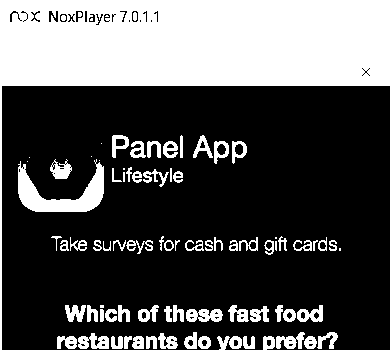 nox NoxPlayer 7.0.1.1
Panel App
Lifestyle
Take surveys for cash and gift cards.
Which of these fast food
restaurants do you prefer?